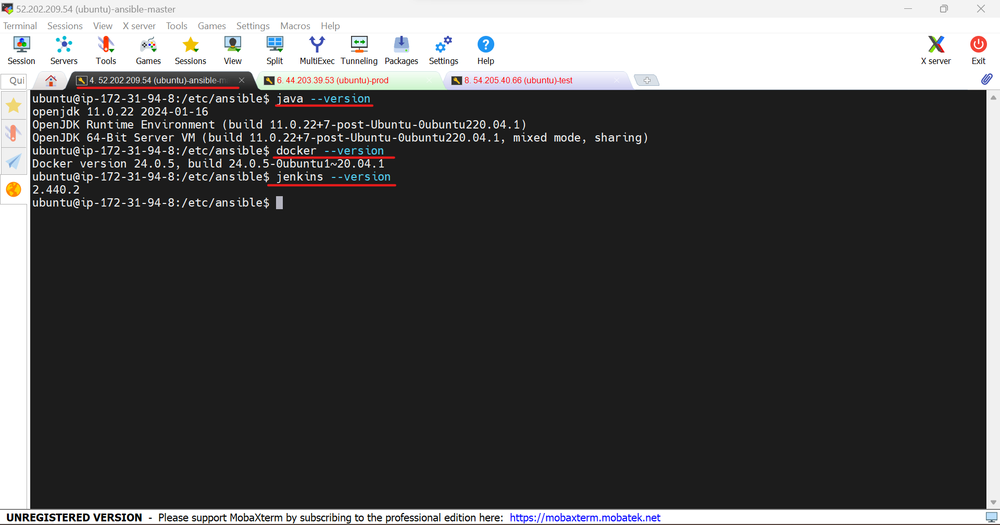 52.202.209.54 (ubuntu)-ansible-master
Terminal Sessions View X server Tools Games Settings Macros Help
Session Servers Tools Games Sessions View Split MultiExec Tunneling Packages Settings Help X server Exit
Qui 4. 52.202.209.54 (ubuntu)-ansible-m 6. 44.203.39.53 (ubuntu)-prod 8. 54.205.40.66 (ubuntu)-test
ubuntu@ip-172-31-94-8:/etc/ansible$ java --version
openjdk 11.0.22 2024-01-16
OpenJDK Runtime Environment (build 11.0.22+7-post-Ubuntu-0ubuntu220.04.1)
OpenJDK 64-Bit Server VM (build 11.0.22+7-post-Ubuntu-0ubuntu220.04.1, mixed mode, sharing)
ubuntu@ip-172-31-94-8:/etc/ansible$ docker --version
Docker version 24.0.5, build 24.0.5-0ubuntu1~20.04.1
ubuntu@ip-172-31-94-8:/etc/ansible$ jenkins --version
2.440.2
ubuntu@ip-172-31-94-8:/etc/ansible$
UNREGISTERED VERSION - Please support MobaXterm by subscribing to the professional edition here: https://mobaxterm.mobatek.net